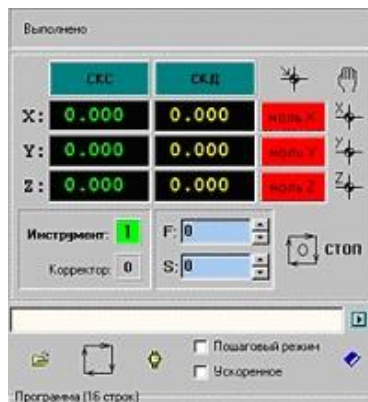 Выполнено
СКС СКД
X: 0.000 0.000 ноль X X
Y: 0.000 0.000 ноль Y Y
Z: 0.000 0.000 ноль Z Z
Инструмент: 1 F: 0
Корректор: 0 S: 0 СТОП
Пошаговый режим
Ускоренное
Программа (16 строк)